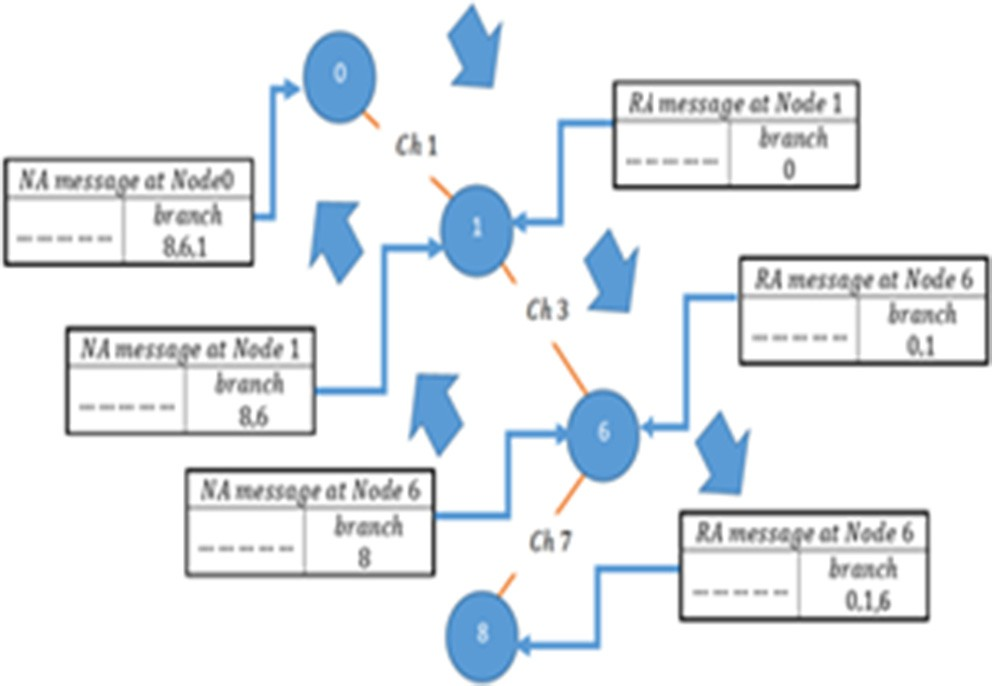 0
Ch 1
RA message at Node 1
branch
0
NA message at Node0
branch
8,6,1
1
Ch 3
RA message at Node 6
branch
0,1
NA message at Node 1
branch
8,6
6
NA message at Node 6
branch
8
Ch 7
RA message at Node 6
branch
0,1,6
8